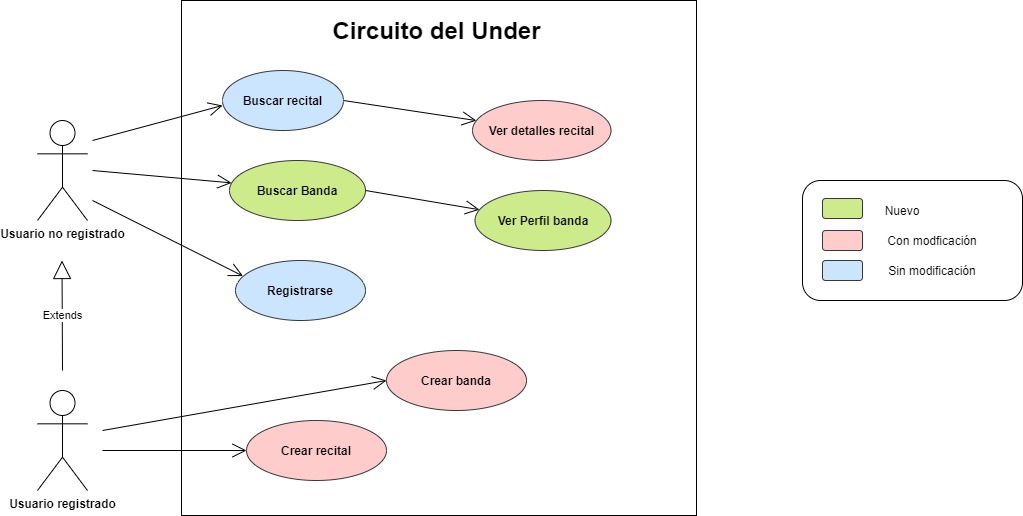 Circuito del Under
Buscar recital
Ver detalles recital
Buscar Banda
Ver Perfil banda
Usuario no registrado
Registrarse
Extends
Crear banda
Crear recital
Usuario registrado
Nuevo
Con modficación
Sin modificación